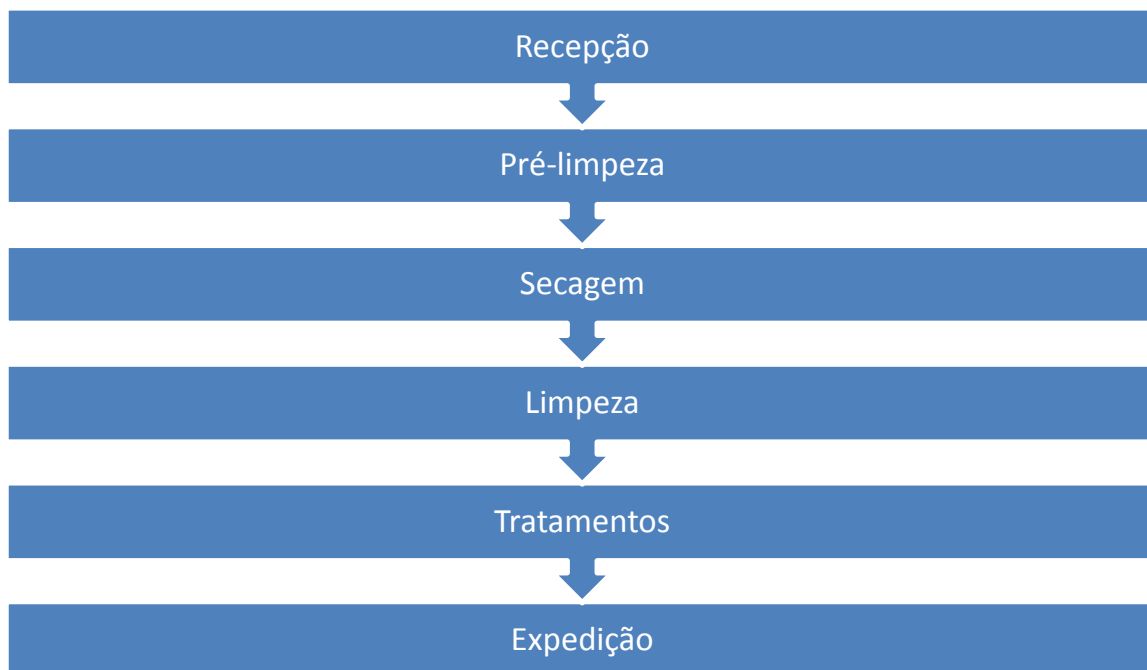 Recepção
Pré-limpeza
Secagem
Limpeza
Tratamentos
Expedição